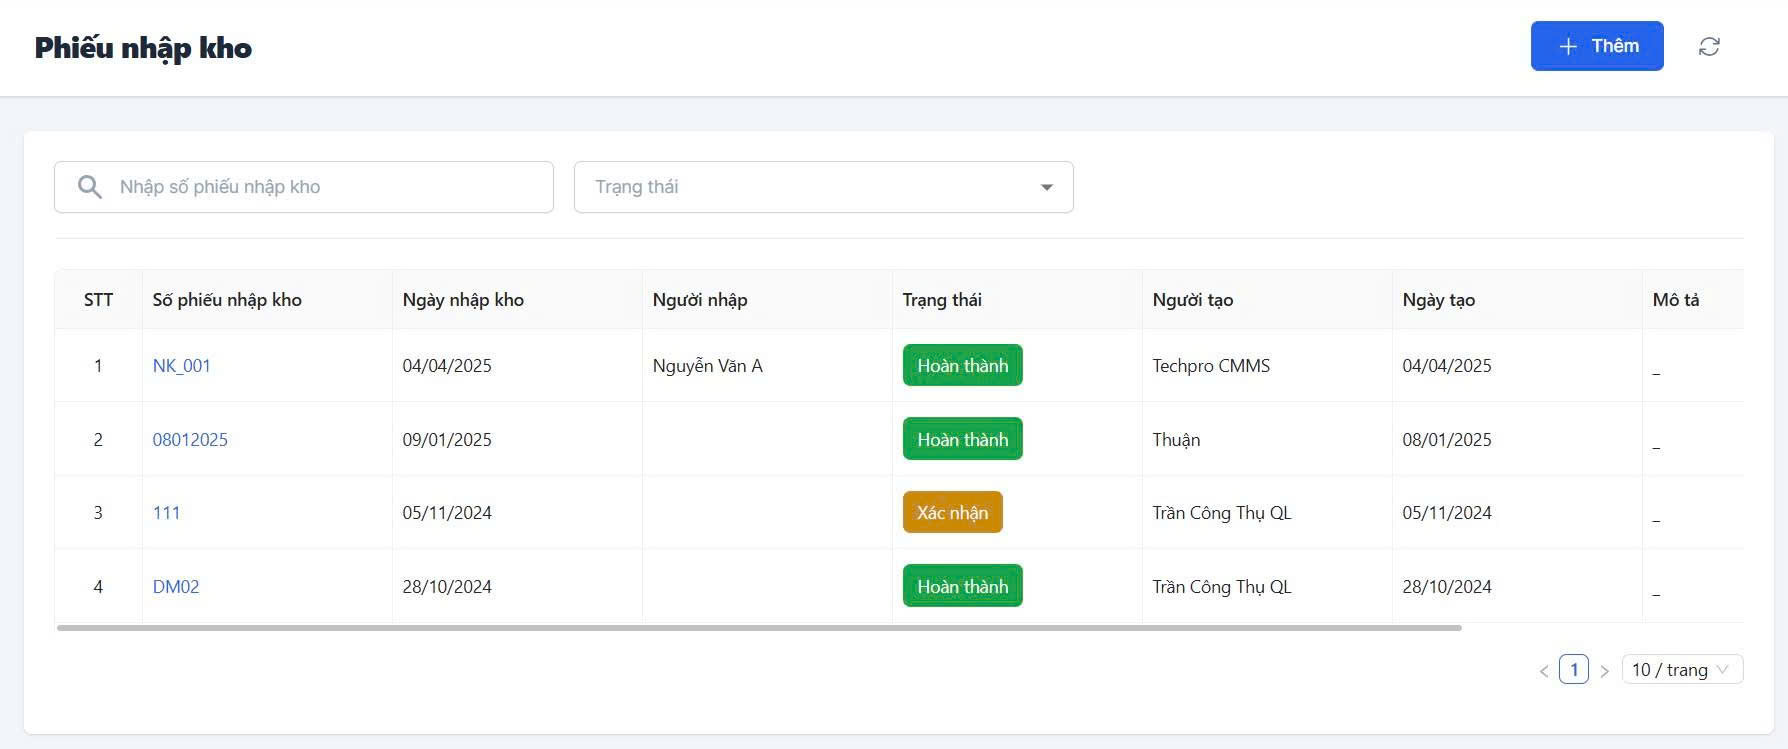 Phiếu nhập kho
Thêm
Nhập số phiếu nhập kho
Trạng thái
STT Số phiếu nhập kho Ngày nhập kho Người nhập Trạng thái Người tạo Ngày tạo Mô tả
1 NK_001 04/04/2025 Nguyễn Văn A Hoàn thành Techpro CMMS 04/04/2025 _
2 08012025 09/01/2025 Hoàn thành Thuận 08/01/2025 _
3 111 05/11/2024 Xác nhận Trần Công Thụ QL 05/11/2024 _
4 DM02 28/10/2024 Hoàn thành Trần Công Thụ QL 28/10/2024 _
< 1 > 10 / trang